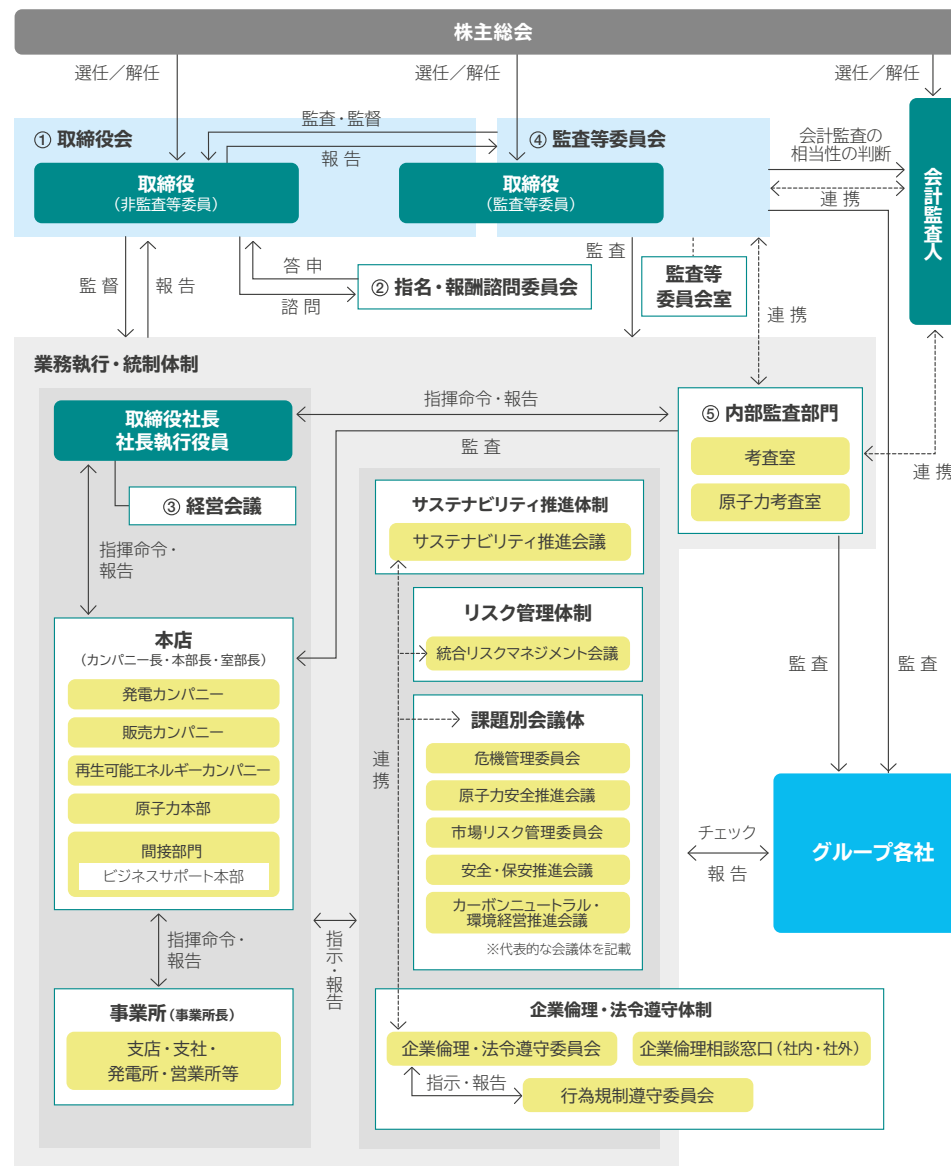 株主総会
選任／解任
選任／解任
選任／解任
① 取締役会
監査・監督
報 告
④ 監査等委員会
取締役
（非監査等委員）
取締役
（監査等委員）
会計監査の
相当性の判断
連 携
会計監査人
監 督
報 告
答 申
諮 問
② 指名・報酬諮問委員会
監 査
監査等
委員会室
連 携
業務執行・統制体制
取締役社長
社長執行役員
指揮命令・報告
監 査
⑤ 内部監査部門
考査室
原子力考査室
連 携
③ 経営会議
指揮命令・
報告
サステナビリティ推進体制
サステナビリティ推進会議
リスク管理体制
統合リスクマネジメント会議
本店
（カンパニー長・本部長・室部長）
発電カンパニー
販売カンパニー
再生可能エネルギーカンパニー
原子力本部
間接部門
ビジネスサポート本部
連携
課題別会議体
危機管理委員会
原子力安全推進会議
市場リスク管理委員会
安全・保安推進会議
カーボンニュートラル・
環境経営推進会議
※代表的な会議体を記載
監 査
監 査
チェック
報 告
グループ各社
指揮命令・
報告
指示・報告
事業所（事業所長）
支店・支社・
発電所・営業所等
企業倫理・法令遵守体制
企業倫理・法令遵守委員会
企業倫理相談窓口（社内・社外）
指示・報告
行為規制遵守委員会